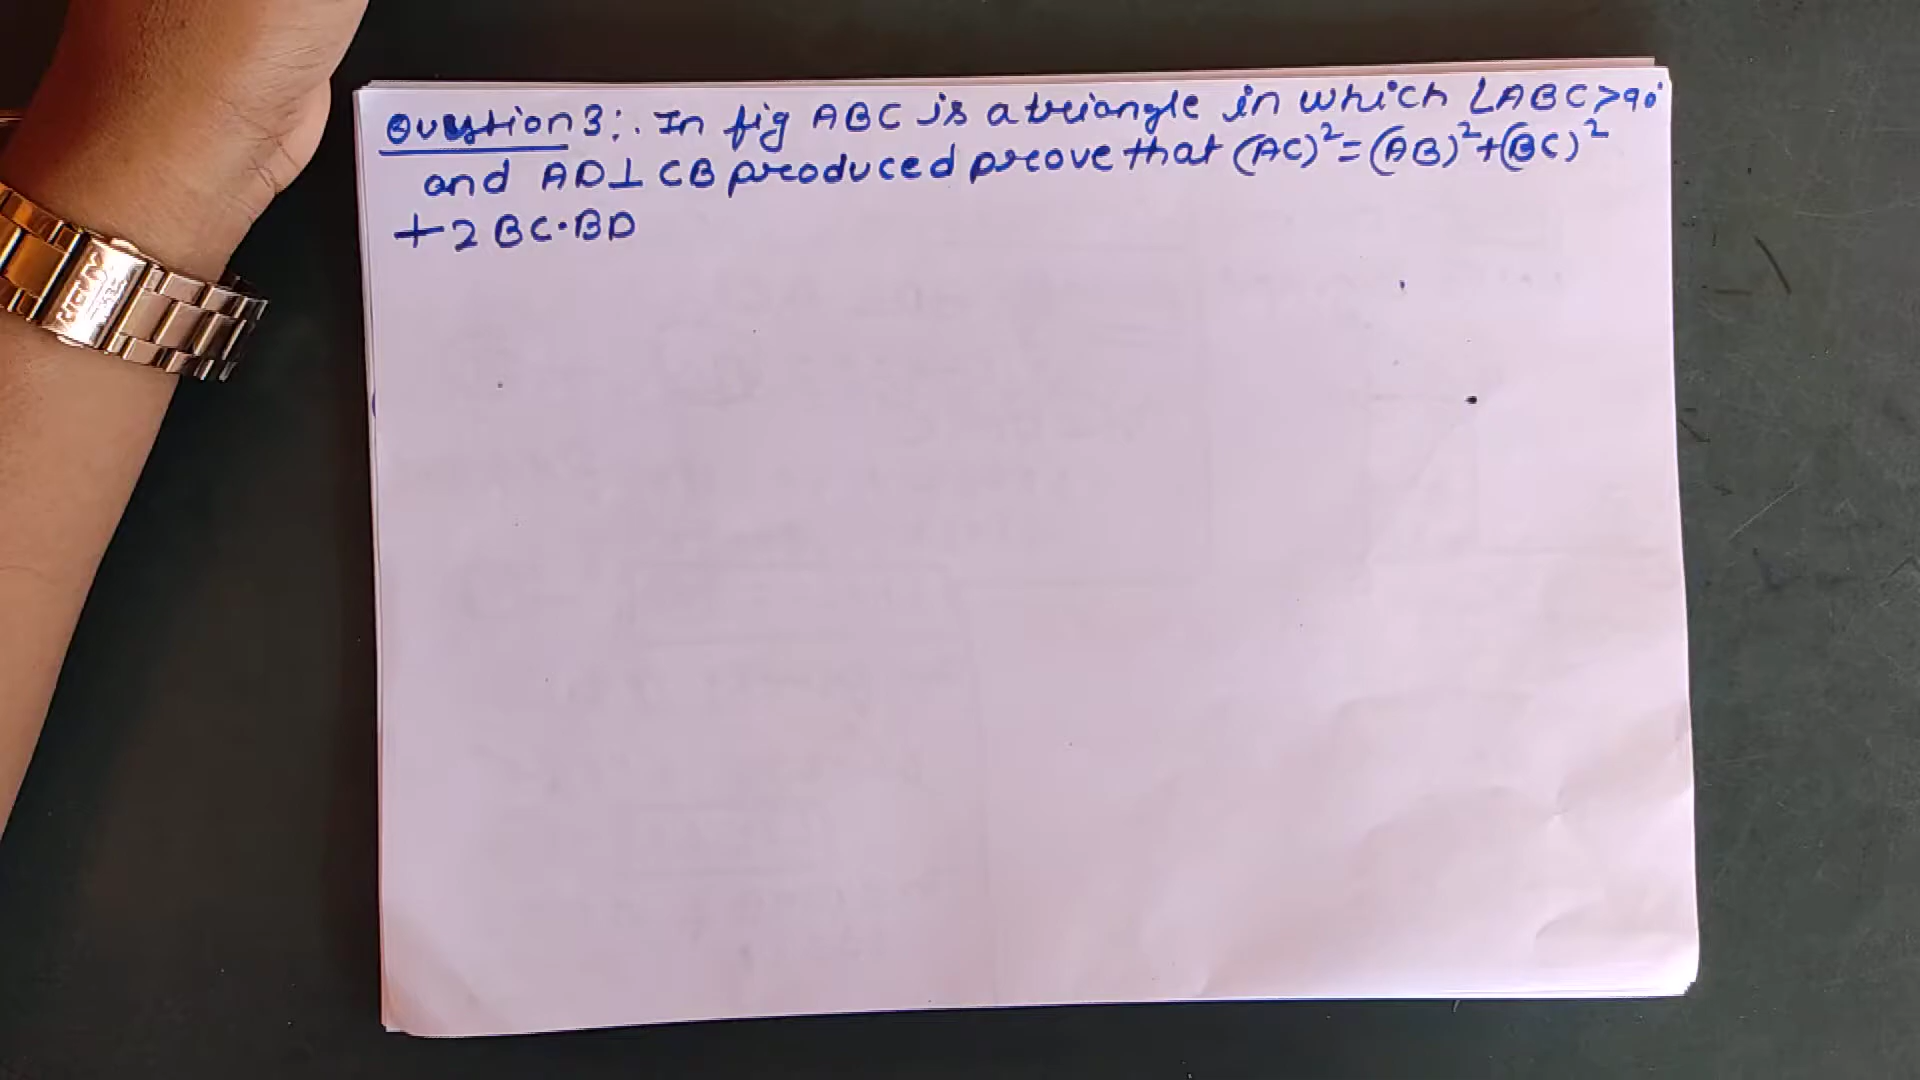 Question 3:. In fig ABC is a triangle in which ∠ABC>90°
and AD⊥CB produced prove that (AC)²=(AB)²+(BC)²
+2BC·BD